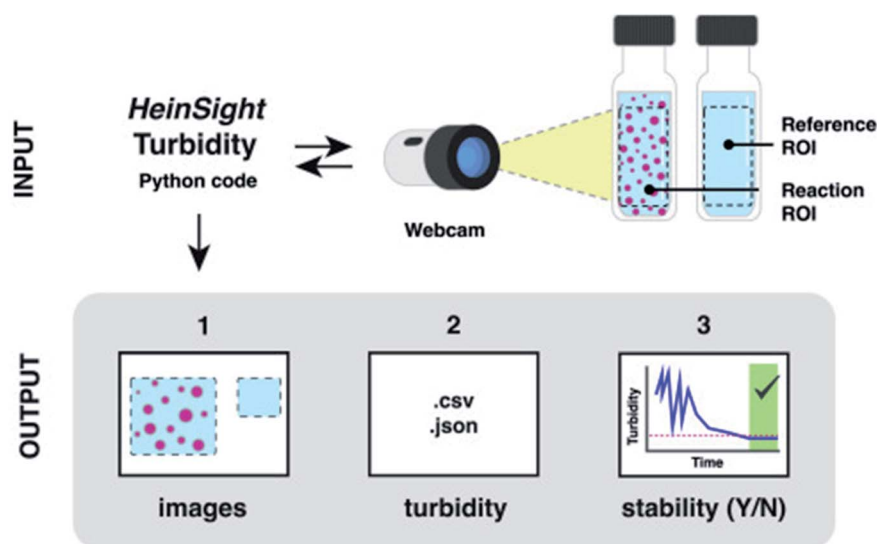 INPUT
HeinSight
Turbidity
Python code
Webcam
Reference
ROI
Reaction
ROI
OUTPUT
1
images
2
.csv
.json
turbidity
3
Turbidity
Time
stability (Y/N)